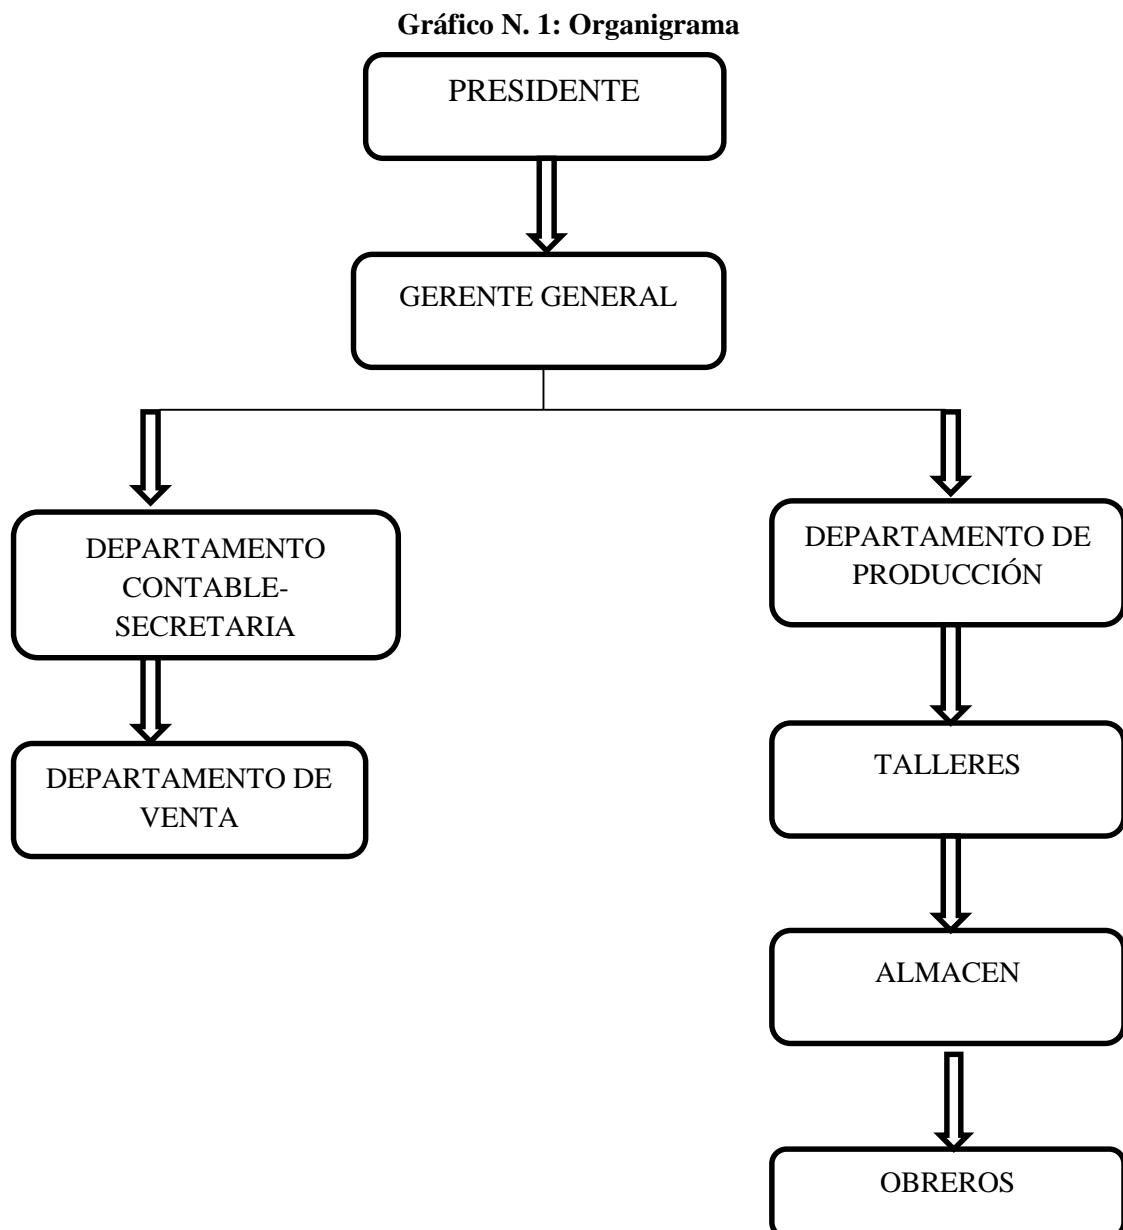 Gráfico N. 1: Organigrama
PRESIDENTE
GERENTE GENERAL
DEPARTAMENTO
CONTABLE-
SECRETARIA
DEPARTAMENTO DE
VENTA
DEPARTAMENTO DE
PRODUCCIÓN
TALLERES
ALMACEN
OBREROS